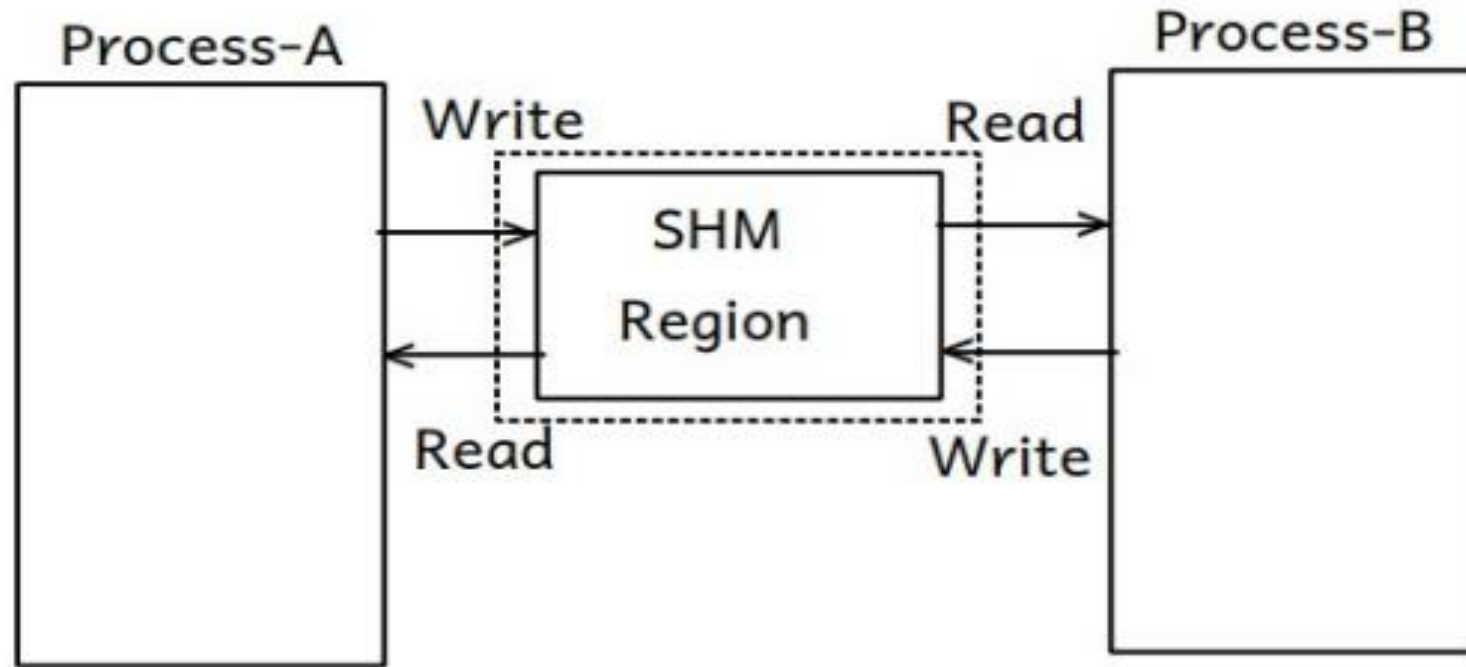 Process-A
Process-B
Write
Read
SHM
Region
Read
Write